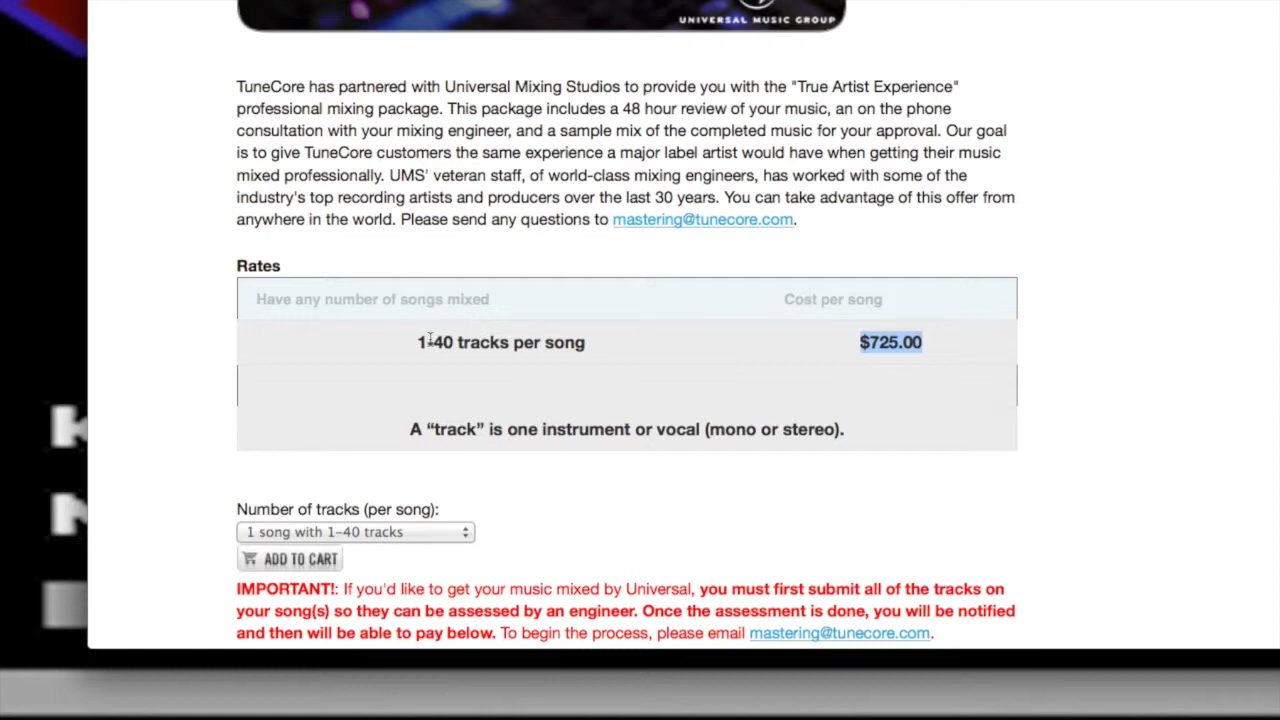 UNIVERSAL MUSIC GROUP
TuneCore has partnered with Universal Mixing Studios to provide you with the "True Artist Experience"
professional mixing package. This package includes a 48 hour review of your music, an on the phone
consultation with your mixing engineer, and a sample mix of the completed music for your approval. Our goal
is to give TuneCore customers the same experience a major label artist would have when getting their music
mixed professionally. UMS' veteran staff, of world-class mixing engineers, has worked with some of the
industry's top recording artists and producers over the last 30 years. You can take advantage of this offer from
anywhere in the world. Please send any questions to mastering@tunecore.com.
Rates
Have any number of songs mixed Cost per song
1-40 tracks per song $725.00
A “track” is one instrument or vocal (mono or stereo).
Number of tracks (per song):
1 song with 1-40 tracks
ADD TO CART
IMPORTANT!: If you'd like to get your music mixed by Universal, you must first submit all of the tracks on
your song(s) so they can be assessed by an engineer. Once the assessment is done, you will be notified
and then will be able to pay below. To begin the process, please email mastering@tunecore.com.